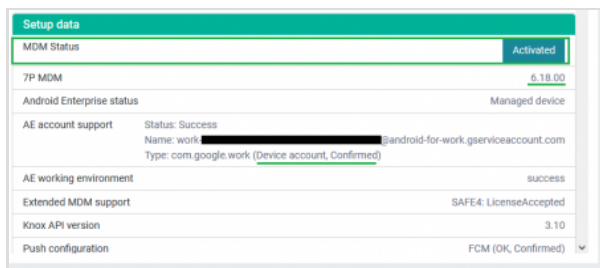 Setup data
MDM Status Activated
7P MDM 6.18.00
Android Enterprise status Managed device
AE account support Status: Success
Name: work-@android-for-work.gserviceaccount.com
Type: com.google.work (Device account, Confirmed)
AE working environment success
Extended MDM support SAFE4: LicenseAccepted
Knox API version 3.10
Push configuration FCM (OK, Confirmed)